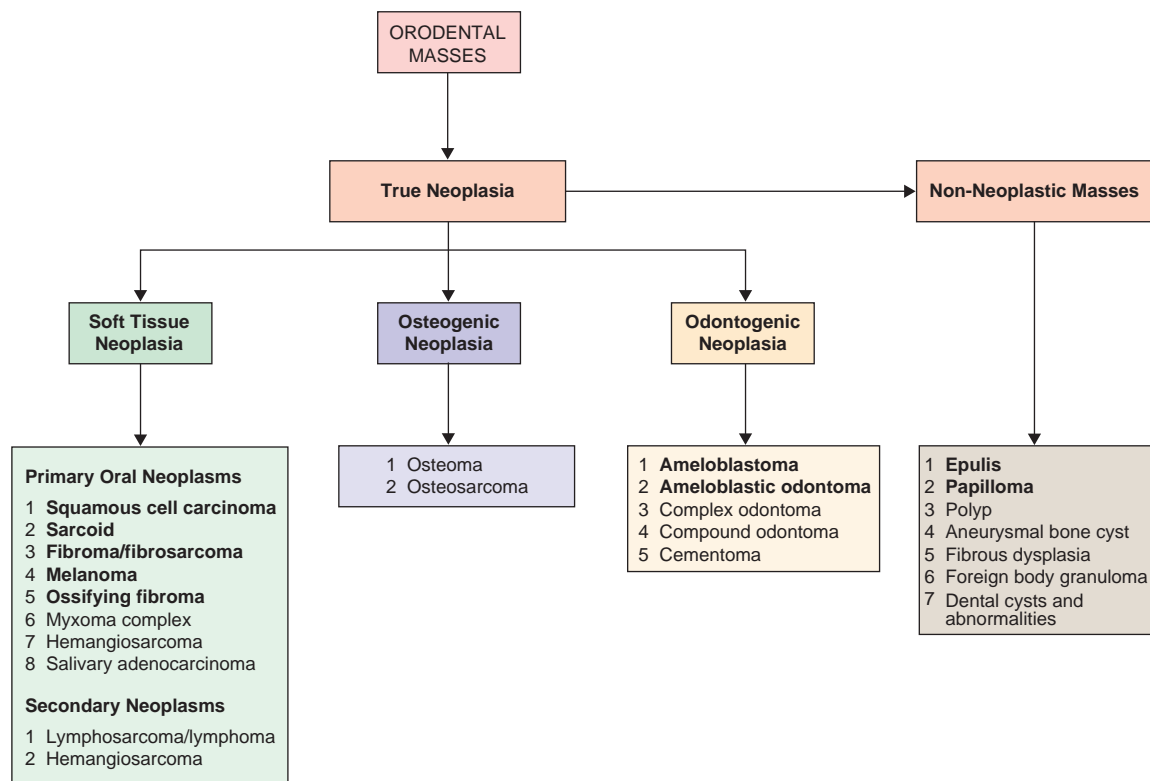 ORODENTAL
MASSES
True Neoplasia
Non-Neoplastic Masses
Soft Tissue
Neoplasia
Osteogenic
Neoplasia
Odontogenic
Neoplasia
Primary Oral Neoplasms
1 Squamous cell carcinoma
2 Sarcoid
3 Fibroma/fibrosarcoma
4 Melanoma
5 Ossifying fibroma
6 Myxoma complex
7 Hemangiosarcoma
8 Salivary adenocarcinoma
Secondary Neoplasms
1 Lymphosarcoma/lymphoma
2 Hemangiosarcoma
1 Osteoma
2 Osteosarcoma
1 Ameloblastoma
2 Ameloblastic odontoma
3 Complex odontoma
4 Compound odontoma
5 Cementoma
1 Epulis
2 Papilloma
3 Polyp
4 Aneurysmal bone cyst
5 Fibrous dysplasia
6 Foreign body granuloma
7 Dental cysts and
abnormalities